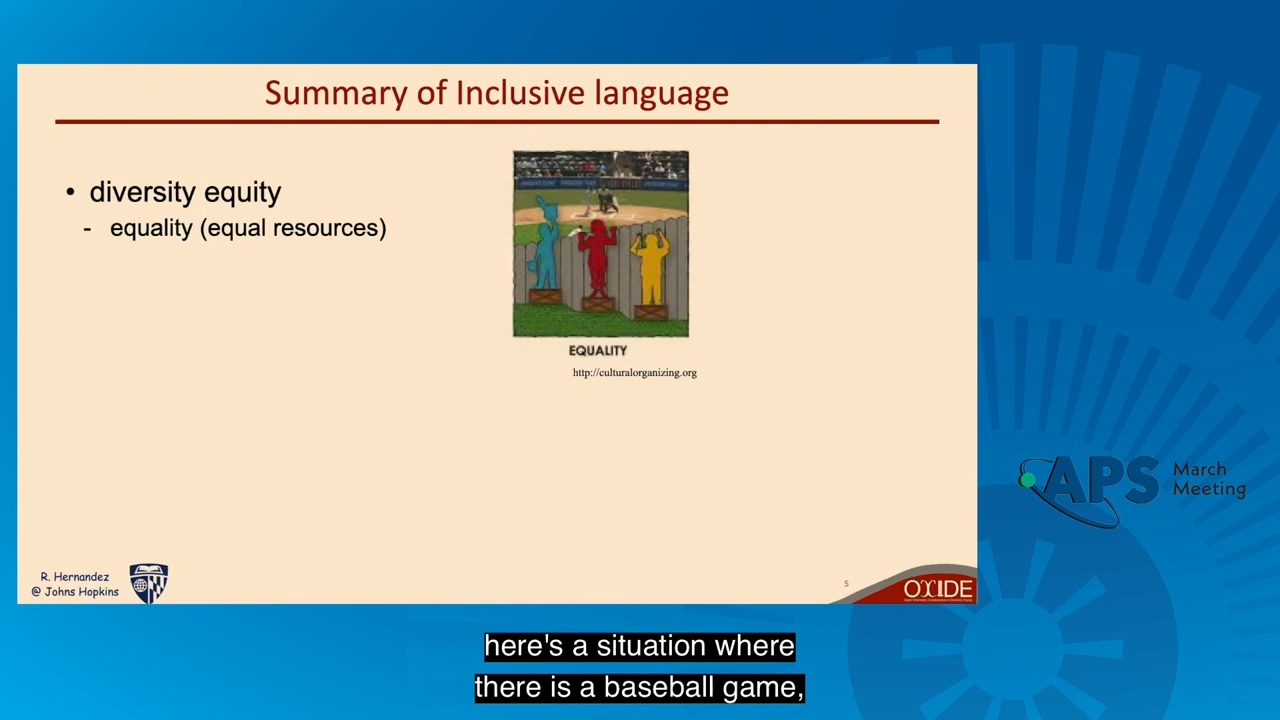 Summary of Inclusive language
• diversity equity
- equality (equal resources)
EQUALITY
http://culturalorganizing.org
R. Hernandez
@ Johns Hopkins
5
OXIDE
APS March
Meeting
here's a situation where
there is a baseball game,